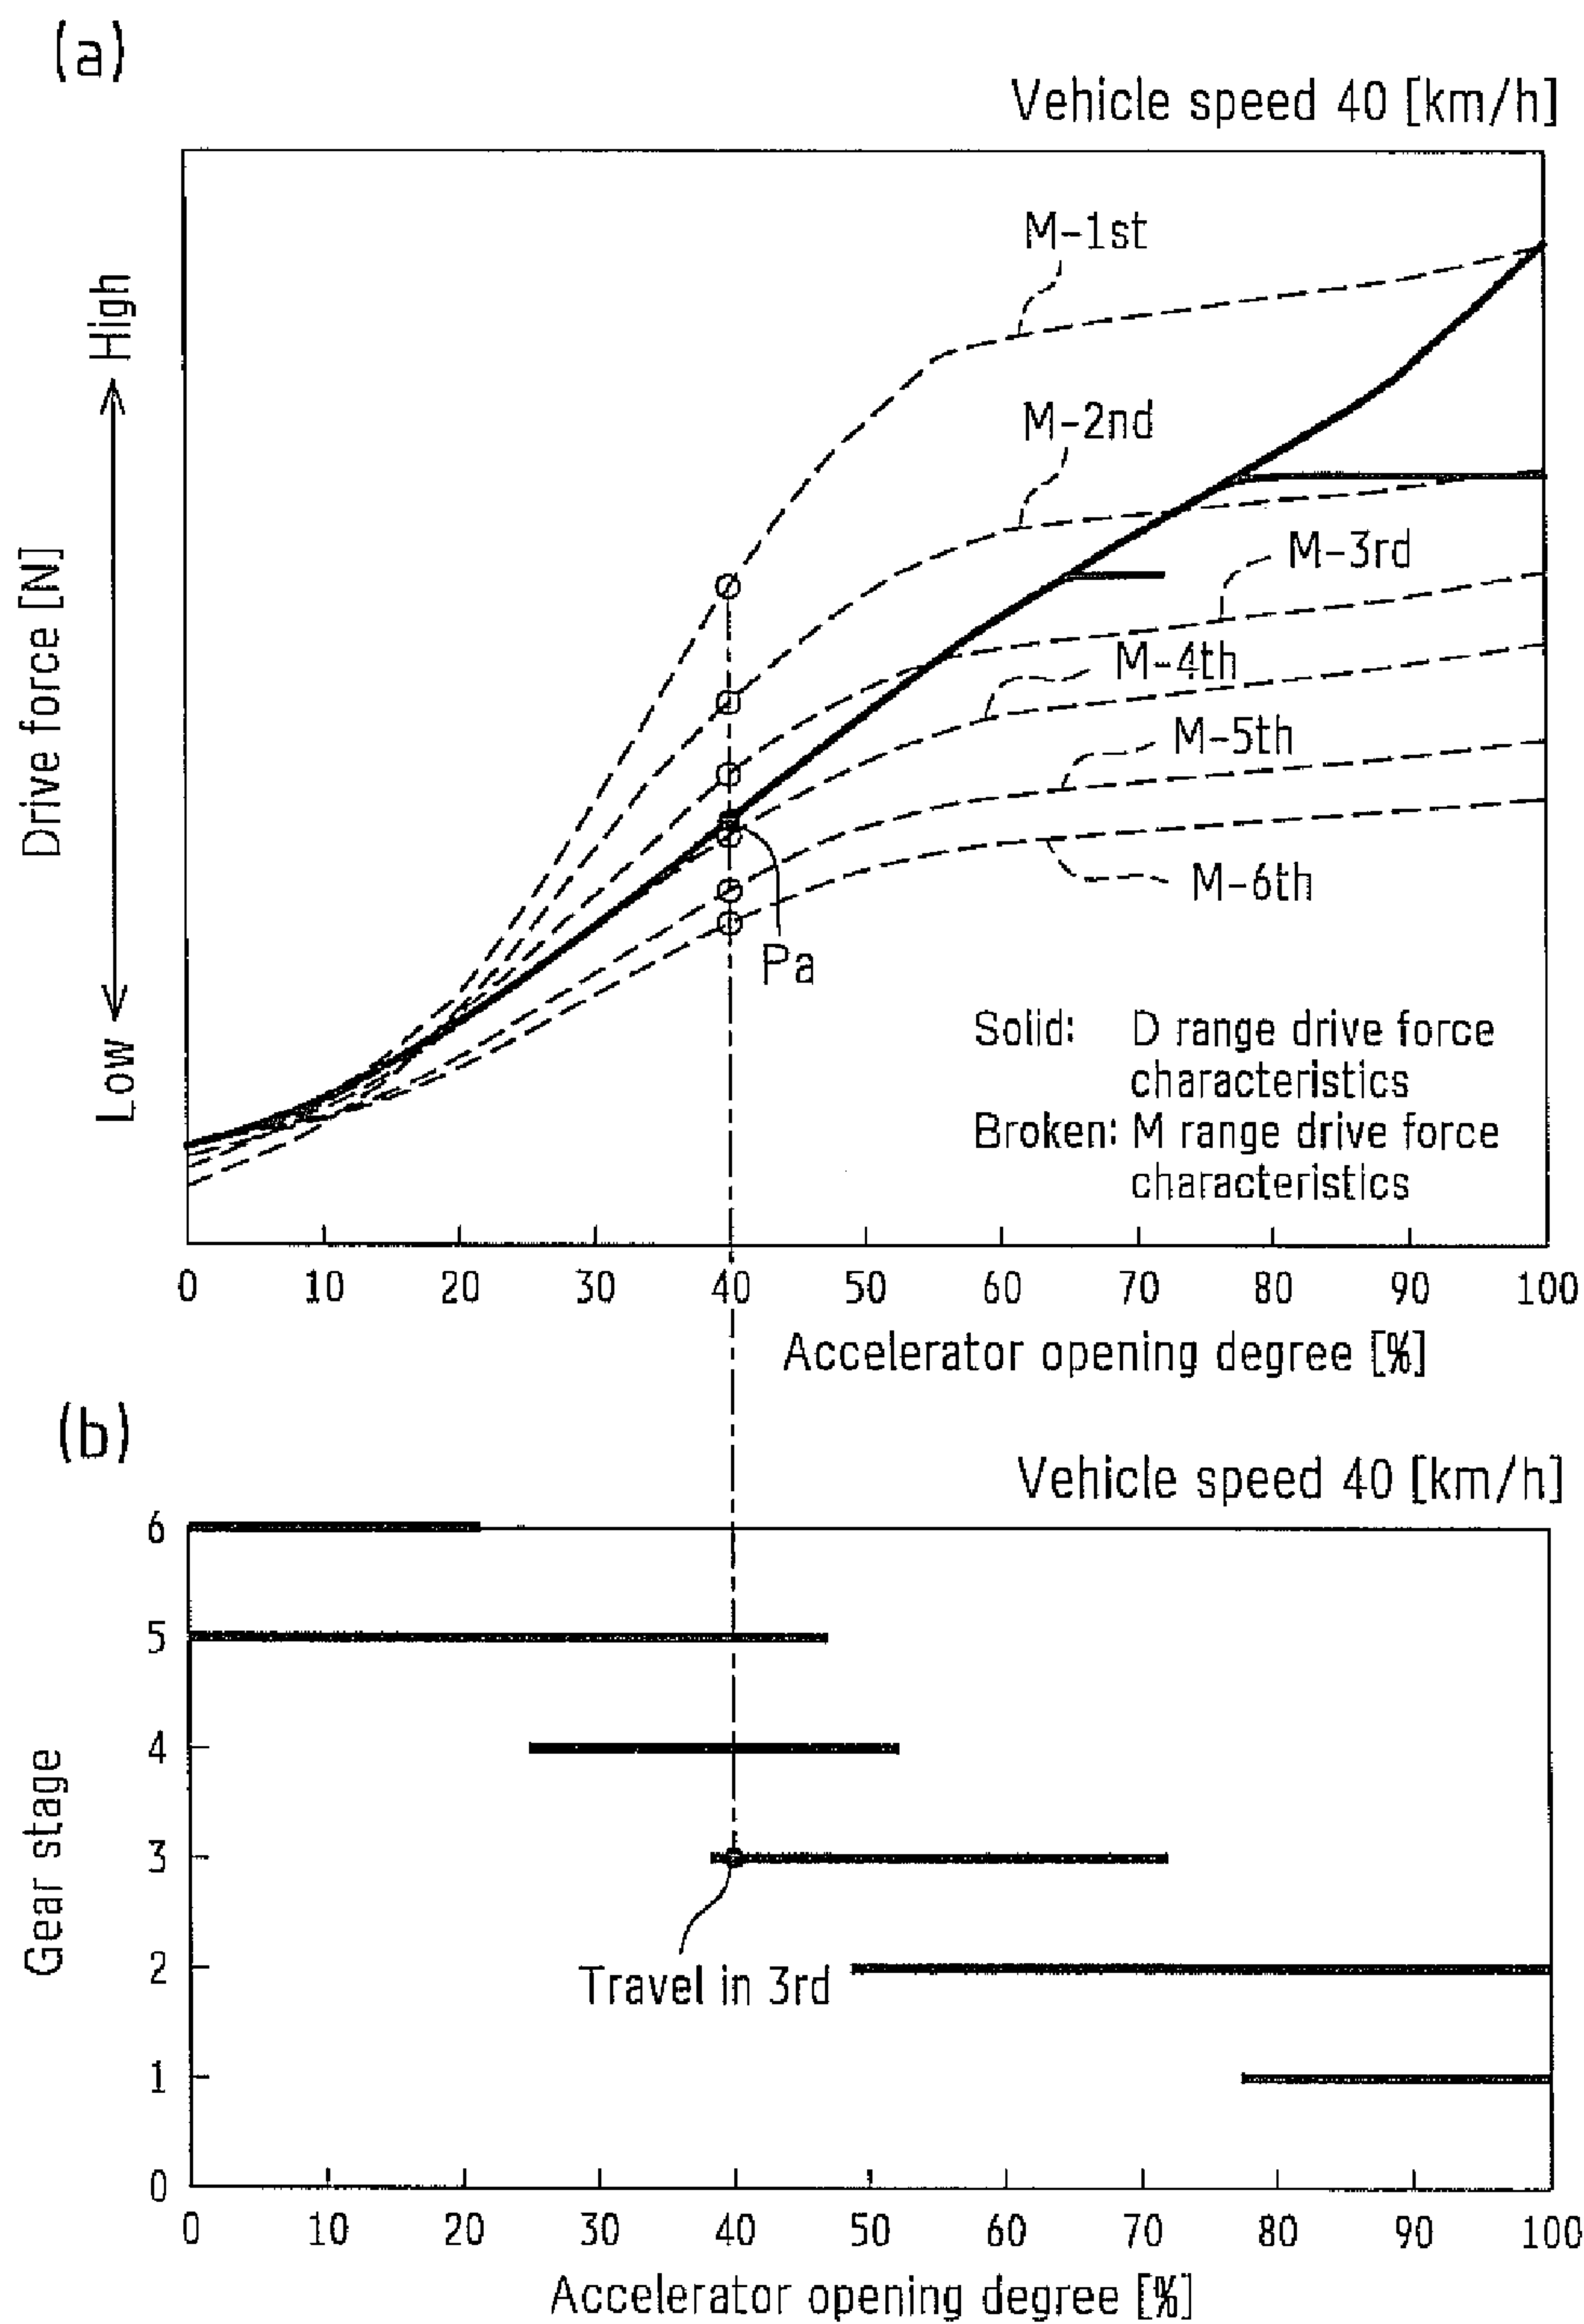 (a)
Vehicle speed 40 [km/h]
M-1st
M-2nd
M-3rd
M-4th
M-5th
M-6th
Pa
High
Drive force [N]
Low
Solid: D range drive force
characteristics
Broken: M range drive force
characteristics
0 10 20 30 40 50 60 70 80 90 100
Accelerator opening degree [%]
(b)
Vehicle speed 40 [km/h]
6
5
4
3
2
1
0
Gear stage
Travel in 3rd
0 10 20 30 40 50 60 70 80 90 100
Accelerator opening degree [%]